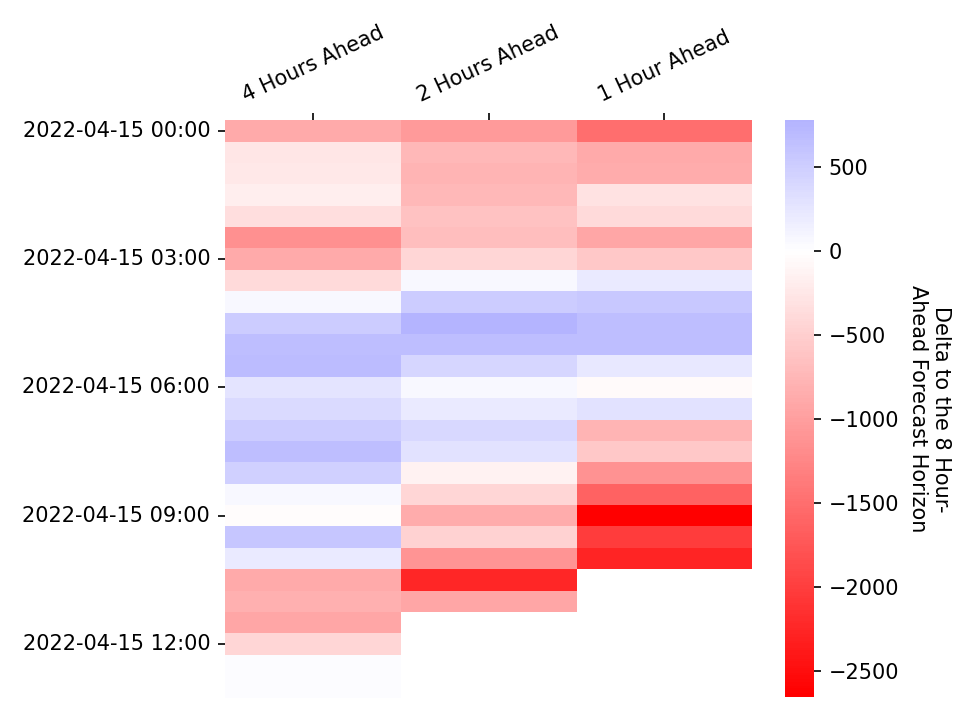 4 Hours Ahead
2 Hours Ahead
1 Hour Ahead
2022-04-15 00:00
2022-04-15 03:00
2022-04-15 06:00
2022-04-15 09:00
2022-04-15 12:00
500
0
−500
−1000
−1500
−2000
−2500
Delta to the 8 Hour-
Ahead Forecast Horizon